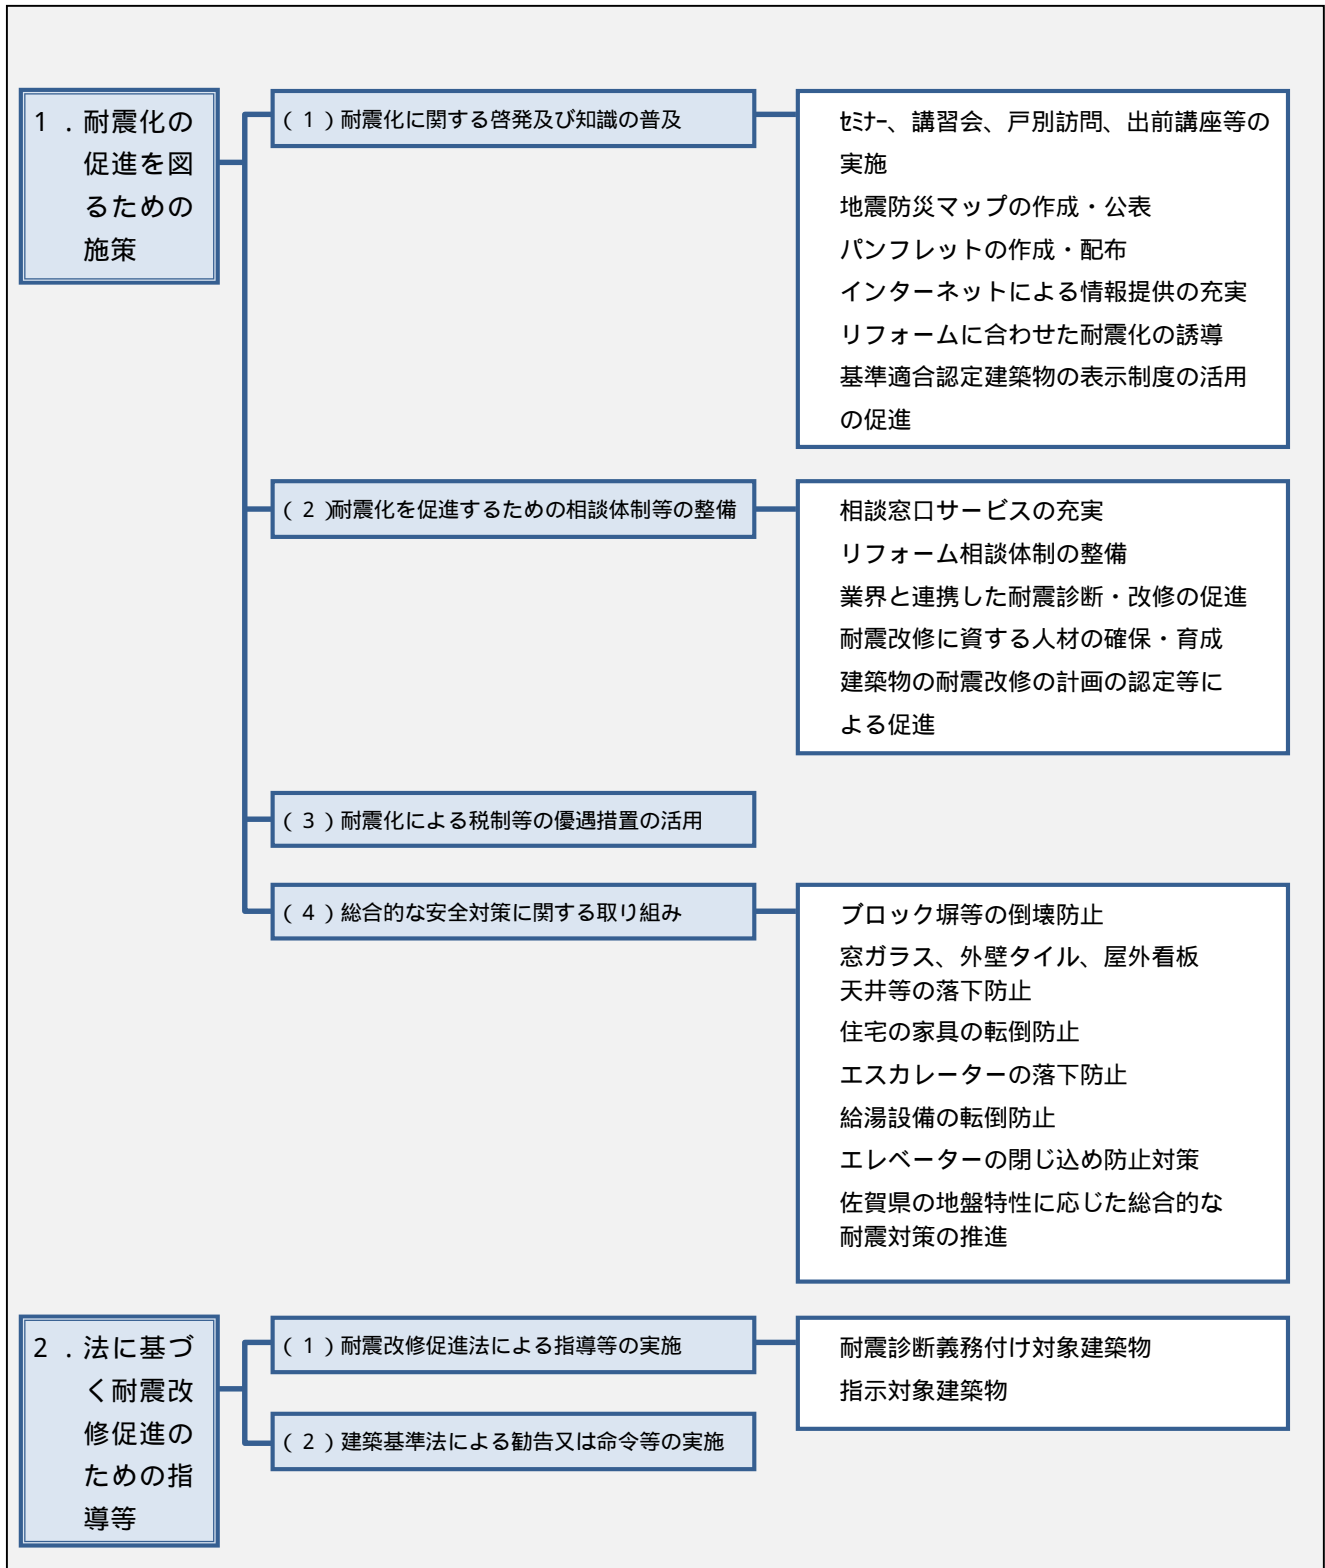 1．耐震化の
促進を図
るための
施策
(1)耐震化に関する啓発及び知識の普及
ｾﾐﾅｰ、講習会、戸別訪問、出前講座等の
実施
地震防災マップの作成・公表
パンフレットの作成・配布
インターネットによる情報提供の充実
リフォームに合わせた耐震化の誘導
基準適合認定建築物の表示制度の活用
の促進
(2)耐震化を促進するための相談体制等の整備
相談窓口サービスの充実
リフォーム相談体制の整備
業界と連携した耐震診断・改修の促進
耐震改修に資する人材の確保・育成
建築物の耐震改修の計画の認定等に
よる促進
(3)耐震化による税制等の優遇措置の活用
(4)総合的な安全対策に関する取り組み
ブロック塀等の倒壊防止
窓ガラス、外壁タイル、屋外看板
天井等の落下防止
住宅の家具の転倒防止
エスカレーターの落下防止
給湯設備の転倒防止
エレベーターの閉じ込め防止対策
佐賀県の地盤特性に応じた総合的な
耐震対策の推進
2．法に基づ
く耐震改
修促進の
ための指
導等
(1)耐震改修促進法による指導等の実施
耐震診断義務付け対象建築物
指示対象建築物
(2)建築基準法による勧告又は命令等の実施